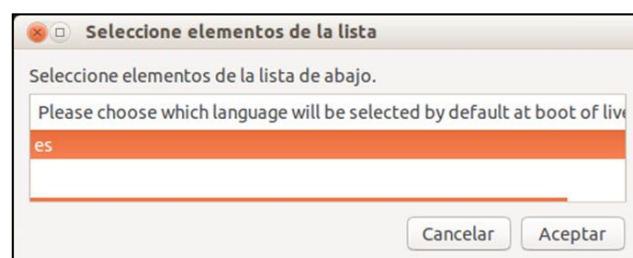 Seleccione elementos de la lista
Seleccione elementos de la lista de abajo.
Please choose which language will be selected by default at boot of live
es
Cancelar Aceptar